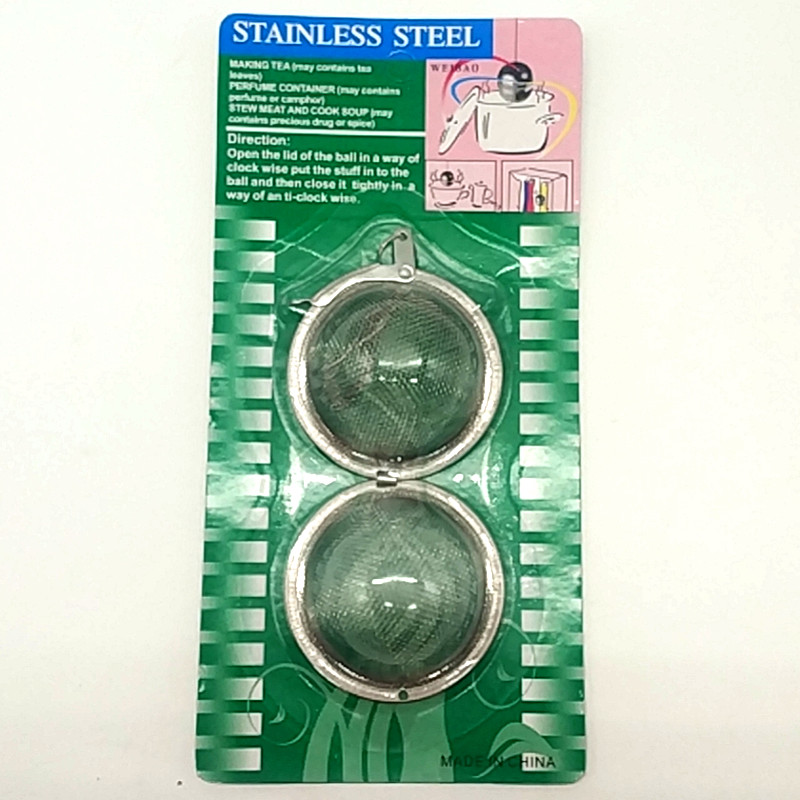 STAINLESS STEEL
MAKING TEA (may contains tea
leaves)
PERFUME CONTAINER (may contains
perfume or camphor)
STEW MEAT AND COOK SOUP (may
contains precious drug or spice)
WEIBAO
Direction:
Open the lid of the ball in a way of
clock wise put the stuff in to the
ball and then close it tightly in a
way of an ti-clock wise.
MADE IN CHINA